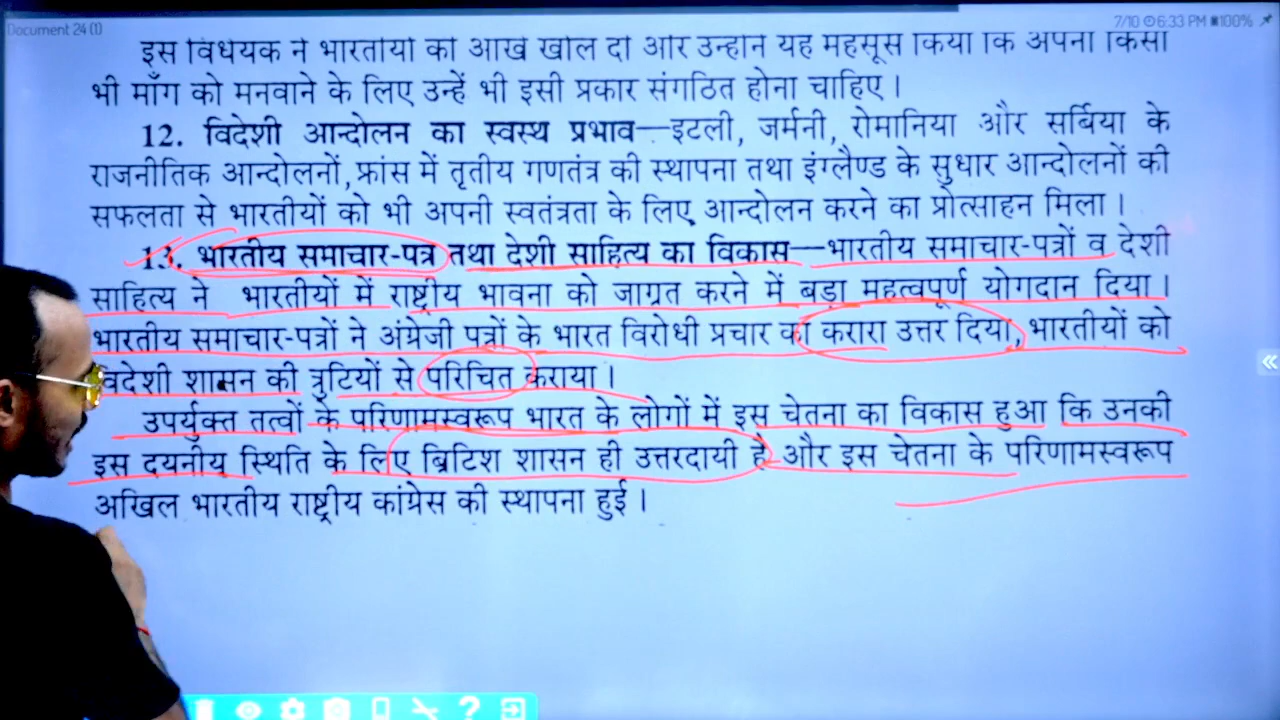 Document 24 (1)
7/10 6:33 PM 100%
इस विधेयक ने भारतीयों की आँखें खोल दीं और उन्होंने यह महसूस किया कि अपनी किसी
भी माँग को मनवाने के लिए उन्हें भी इसी प्रकार संगठित होना चाहिए ।
12. विदेशी आन्दोलन का स्वस्थ प्रभाव—इटली, जर्मनी, रोमानिया और सर्बिया के
राजनीतिक आन्दोलनों, फ्रांस में तृतीय गणतंत्र की स्थापना तथा इंग्लैण्ड के सुधार आन्दोलनों की
सफलता से भारतीयों को भी अपनी स्वतंत्रता के लिए आन्दोलन करने का प्रोत्साहन मिला ।
13. भारतीय समाचार-पत्र तथा देशी साहित्य का विकास—भारतीय समाचार-पत्रों व देशी
साहित्य ने भारतीयों में राष्ट्रीय भावना को जाग्रत करने में बड़ा महत्वपूर्ण योगदान दिया ।
भारतीय समाचार-पत्रों ने अंग्रेजी पत्रों के भारत विरोधी प्रचार का करारा उत्तर दिया, भारतीयों को
विदेशी शासन की त्रुटियों से परिचित कराया ।
उपर्युक्त तत्वों के परिणामस्वरूप भारत के लोगों में इस चेतना का विकास हुआ कि उनकी
इस दयनीय स्थिति के लिए ब्रिटिश शासन ही उत्तरदायी है और इस चेतना के परिणामस्वरूप
अखिल भारतीय राष्ट्रीय कांग्रेस की स्थापना हुई ।